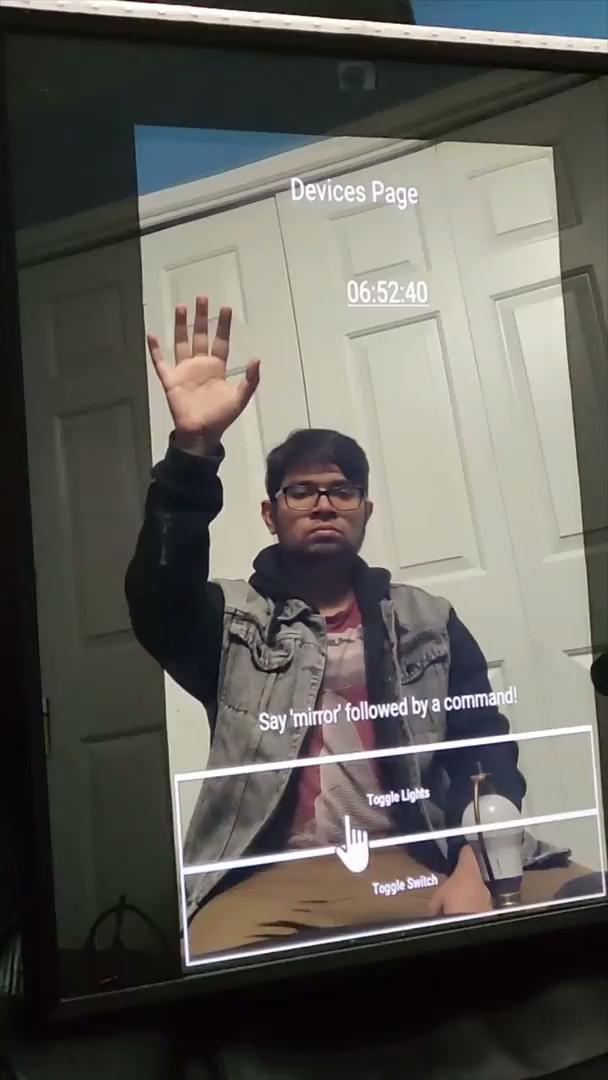 Devices Page
06:52:40
Say 'mirror' followed by a command!
Toggle Lights
Toggle Switch